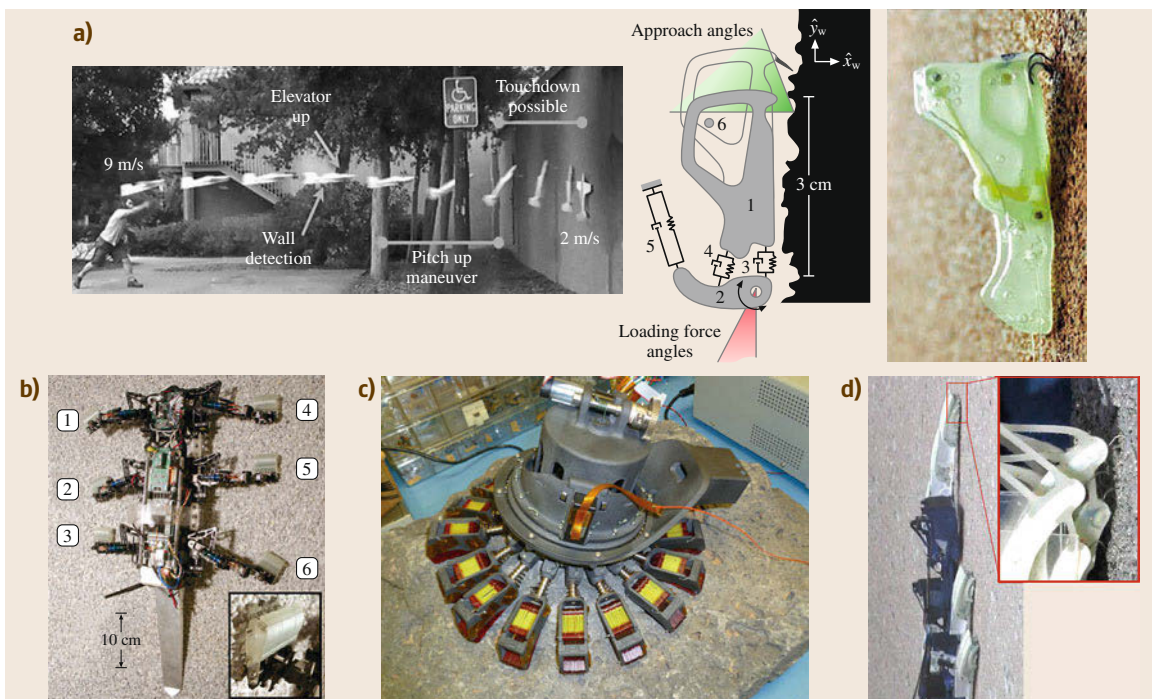 a)
Approach angles
ŷw
x̂w
Touchdown
possible
Elevator
up
PARKING
ONLY
9 m/s
6
3 cm
1
Wall
detection
2 m/s
5
4
3
Pitch up
maneuver
2
Loading force
angles
b)
c)
d)
1
4
2
5
3
6
10 cm